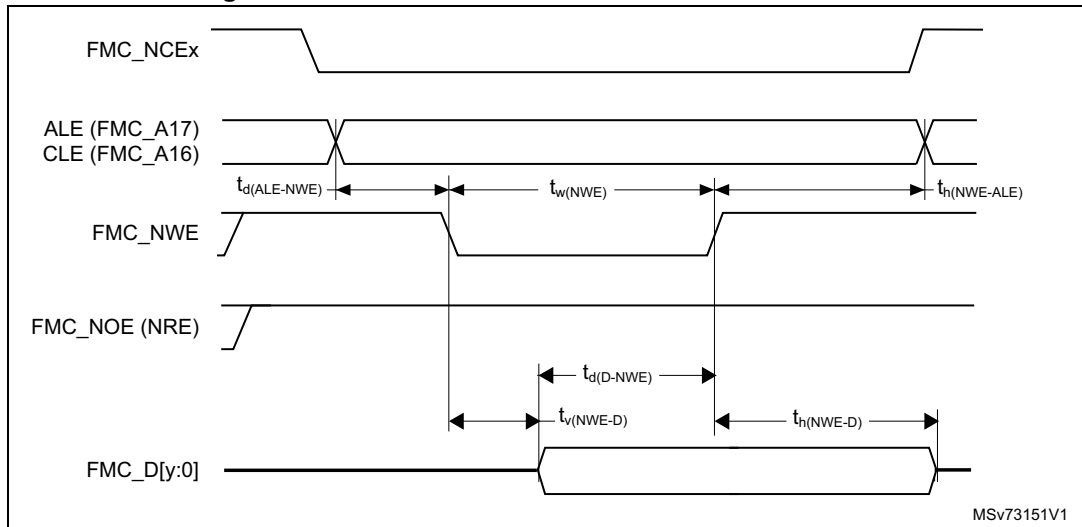 FMC_NCEx
ALE (FMC_A17)
CLE (FMC_A16)
td(ALE-NWE)
tw(NWE)
th(NWE-ALE)
FMC_NWE
FMC_NOE (NRE)
td(D-NWE)
tv(NWE-D)
th(NWE-D)
FMC_D[y:0]
MSv73151V1